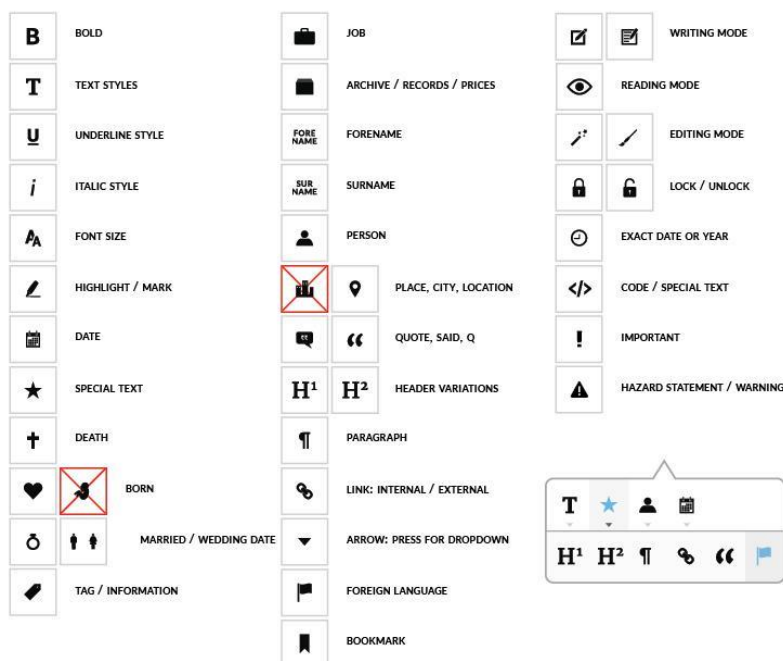 B BOLD
T TEXT STYLES
U UNDERLINE STYLE
i ITALIC STYLE
AA FONT SIZE
HIGHLIGHT / MARK
DATE
SPECIAL TEXT
DEATH
BORN
MARRIED / WEDDING DATE
TAG / INFORMATION
JOB
ARCHIVE / RECORDS / PRICES
FORE
NAME FORENAME
SUR
NAME SURNAME
PERSON
PLACE, CITY, LOCATION
“ QUOTE, SAID, Q
H¹ H² HEADER VARIATIONS
¶ PARAGRAPH
LINK: INTERNAL / EXTERNAL
ARROW: PRESS FOR DROPDOWN
FOREIGN LANGUAGE
BOOKMARK
WRITING MODE
READING MODE
EDITING MODE
LOCK / UNLOCK
EXACT DATE OR YEAR
</> CODE / SPECIAL TEXT
! IMPORTANT
HAZARD STATEMENT / WARNING
T
H¹ H² ¶ “